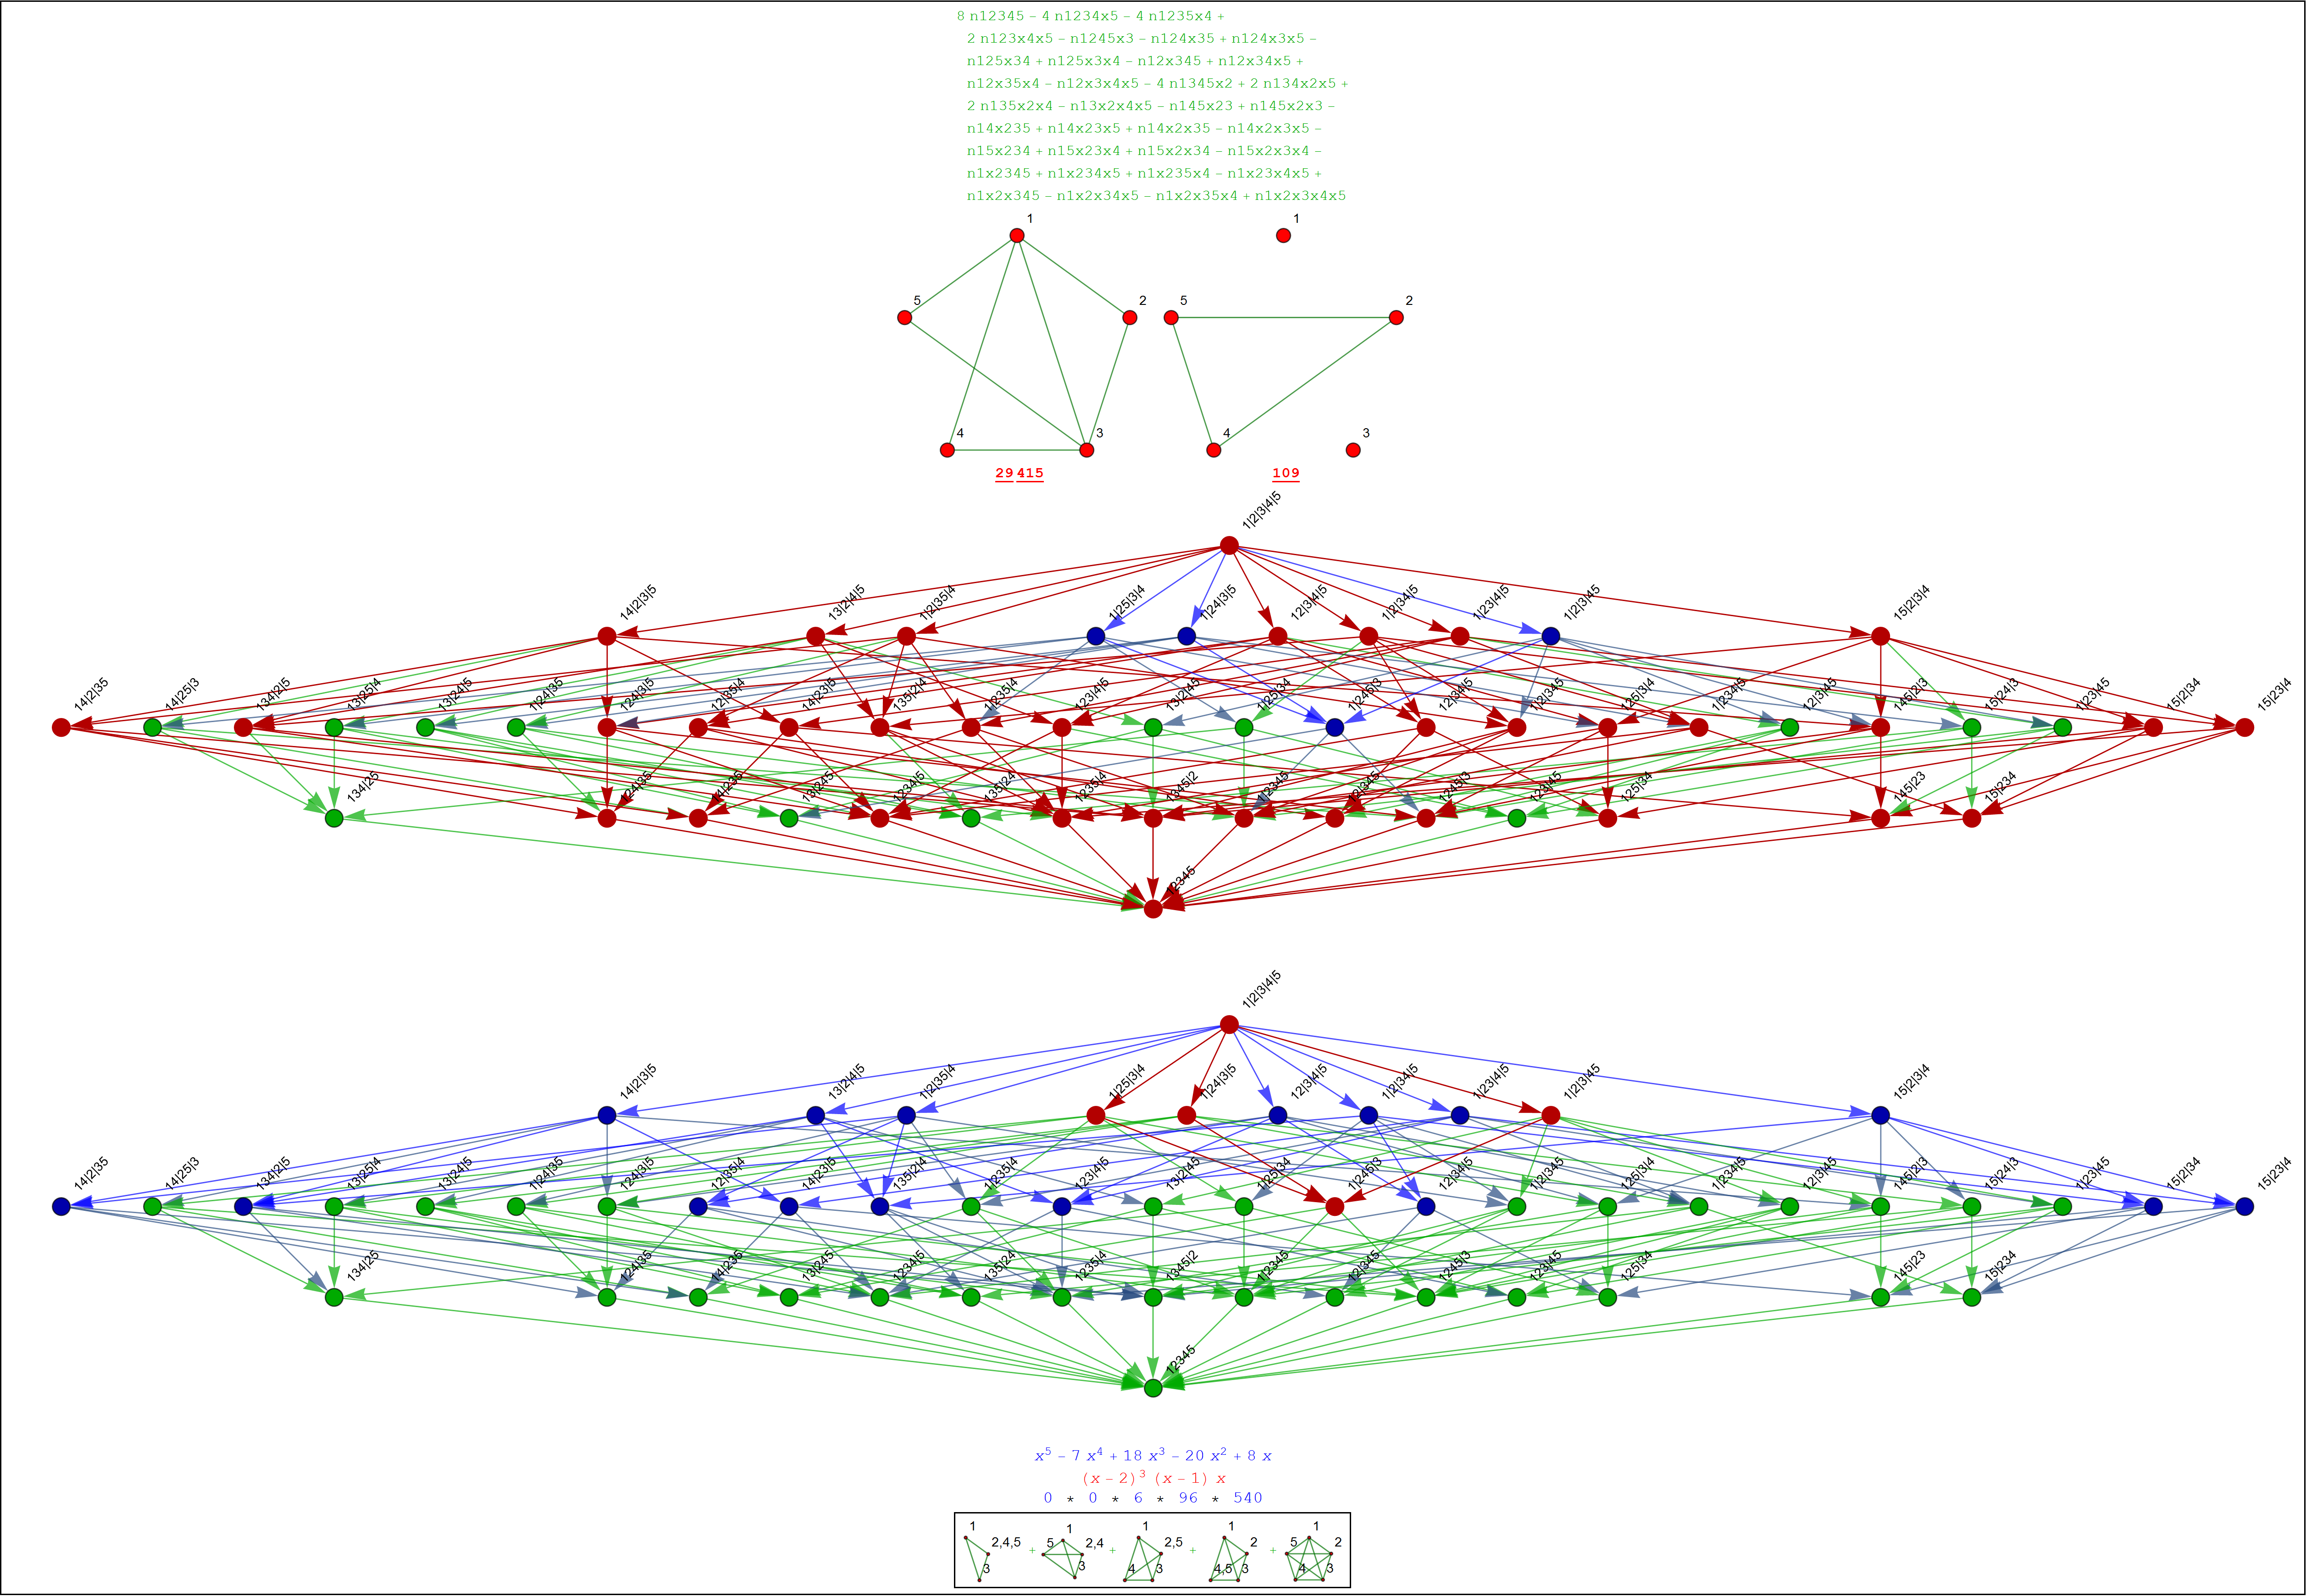 8 n12345 − 4 n1234x5 − 4 n1235x4 +
2 n123x4x5 − n1245x3 − n124x35 + n124x3x5 −
n125x34 + n125x3x4 − n12x345 + n12x34x5 +
n12x35x4 − n12x3x4x5 − 4 n1345x2 + 2 n134x2x5 +
2 n135x2x4 − n13x2x4x5 − n145x23 + n145x2x3 −
n14x235 + n14x23x5 + n14x2x35 − n14x2x3x5 −
n15x234 + n15x23x4 + n15x2x34 − n15x2x3x4 −
n1x2345 + n1x234x5 + n1x235x4 − n1x23x4x5 +
n1x2x345 − n1x2x34x5 − n1x2x35x4 + n1x2x3x4x5
1 1
5 2 5 2
4 3 4 3
29 415 109
1|2|3|4|5
14|2|3|5 13|2|4|5 1|2|35|4 1|25|3|4 1|24|3|5 12|3|4|5 1|2|34|5 1|23|4|5 1|2|3|45 15|2|3|4
14|2|35 14|25|3 134|2|5 13|25|4 13|24|5 1|24|35 124|3|5 12|35|4 14|23|5 135|2|4 1|235|4 123|4|5 13|2|45 1|25|34 1|245|3 12|34|5 1|2|345 125|3|4 1|234|5 12|3|45 145|2|3 15|24|3 1|23|45 15|2|34 15|23|4
134|25 124|35 14|235 13|245 1234|5 135|24 1235|4 1345|2 1|2345 12|345 1245|3 123|45 125|34 145|23 15|234
12345
1|2|3|4|5
14|2|3|5 13|2|4|5 1|2|35|4 1|25|3|4 1|24|3|5 12|3|4|5 1|2|34|5 1|23|4|5 1|2|3|45 15|2|3|4
14|2|35 14|25|3 134|2|5 13|25|4 13|24|5 1|24|35 124|3|5 12|35|4 14|23|5 135|2|4 1|235|4 123|4|5 13|2|45 1|25|34 1|245|3 12|34|5 1|2|345 125|3|4 1|234|5 12|3|45 145|2|3 15|24|3 1|23|45 15|2|34 15|23|4
134|25 124|35 14|235 13|245 1234|5 135|24 1235|4 1345|2 1|2345 12|345 1245|3 123|45 125|34 145|23 15|234
12345
x⁵ − 7 x⁴ + 18 x³ − 20 x² + 8 x
(x − 2)³ (x − 1) x
0 * 0 * 6 * 96 * 540
1 2,4,5 3 + 1 5 2,4 3 + 1 2,5 4 3 + 1 2 4,5 3 + 1 5 2 4 3